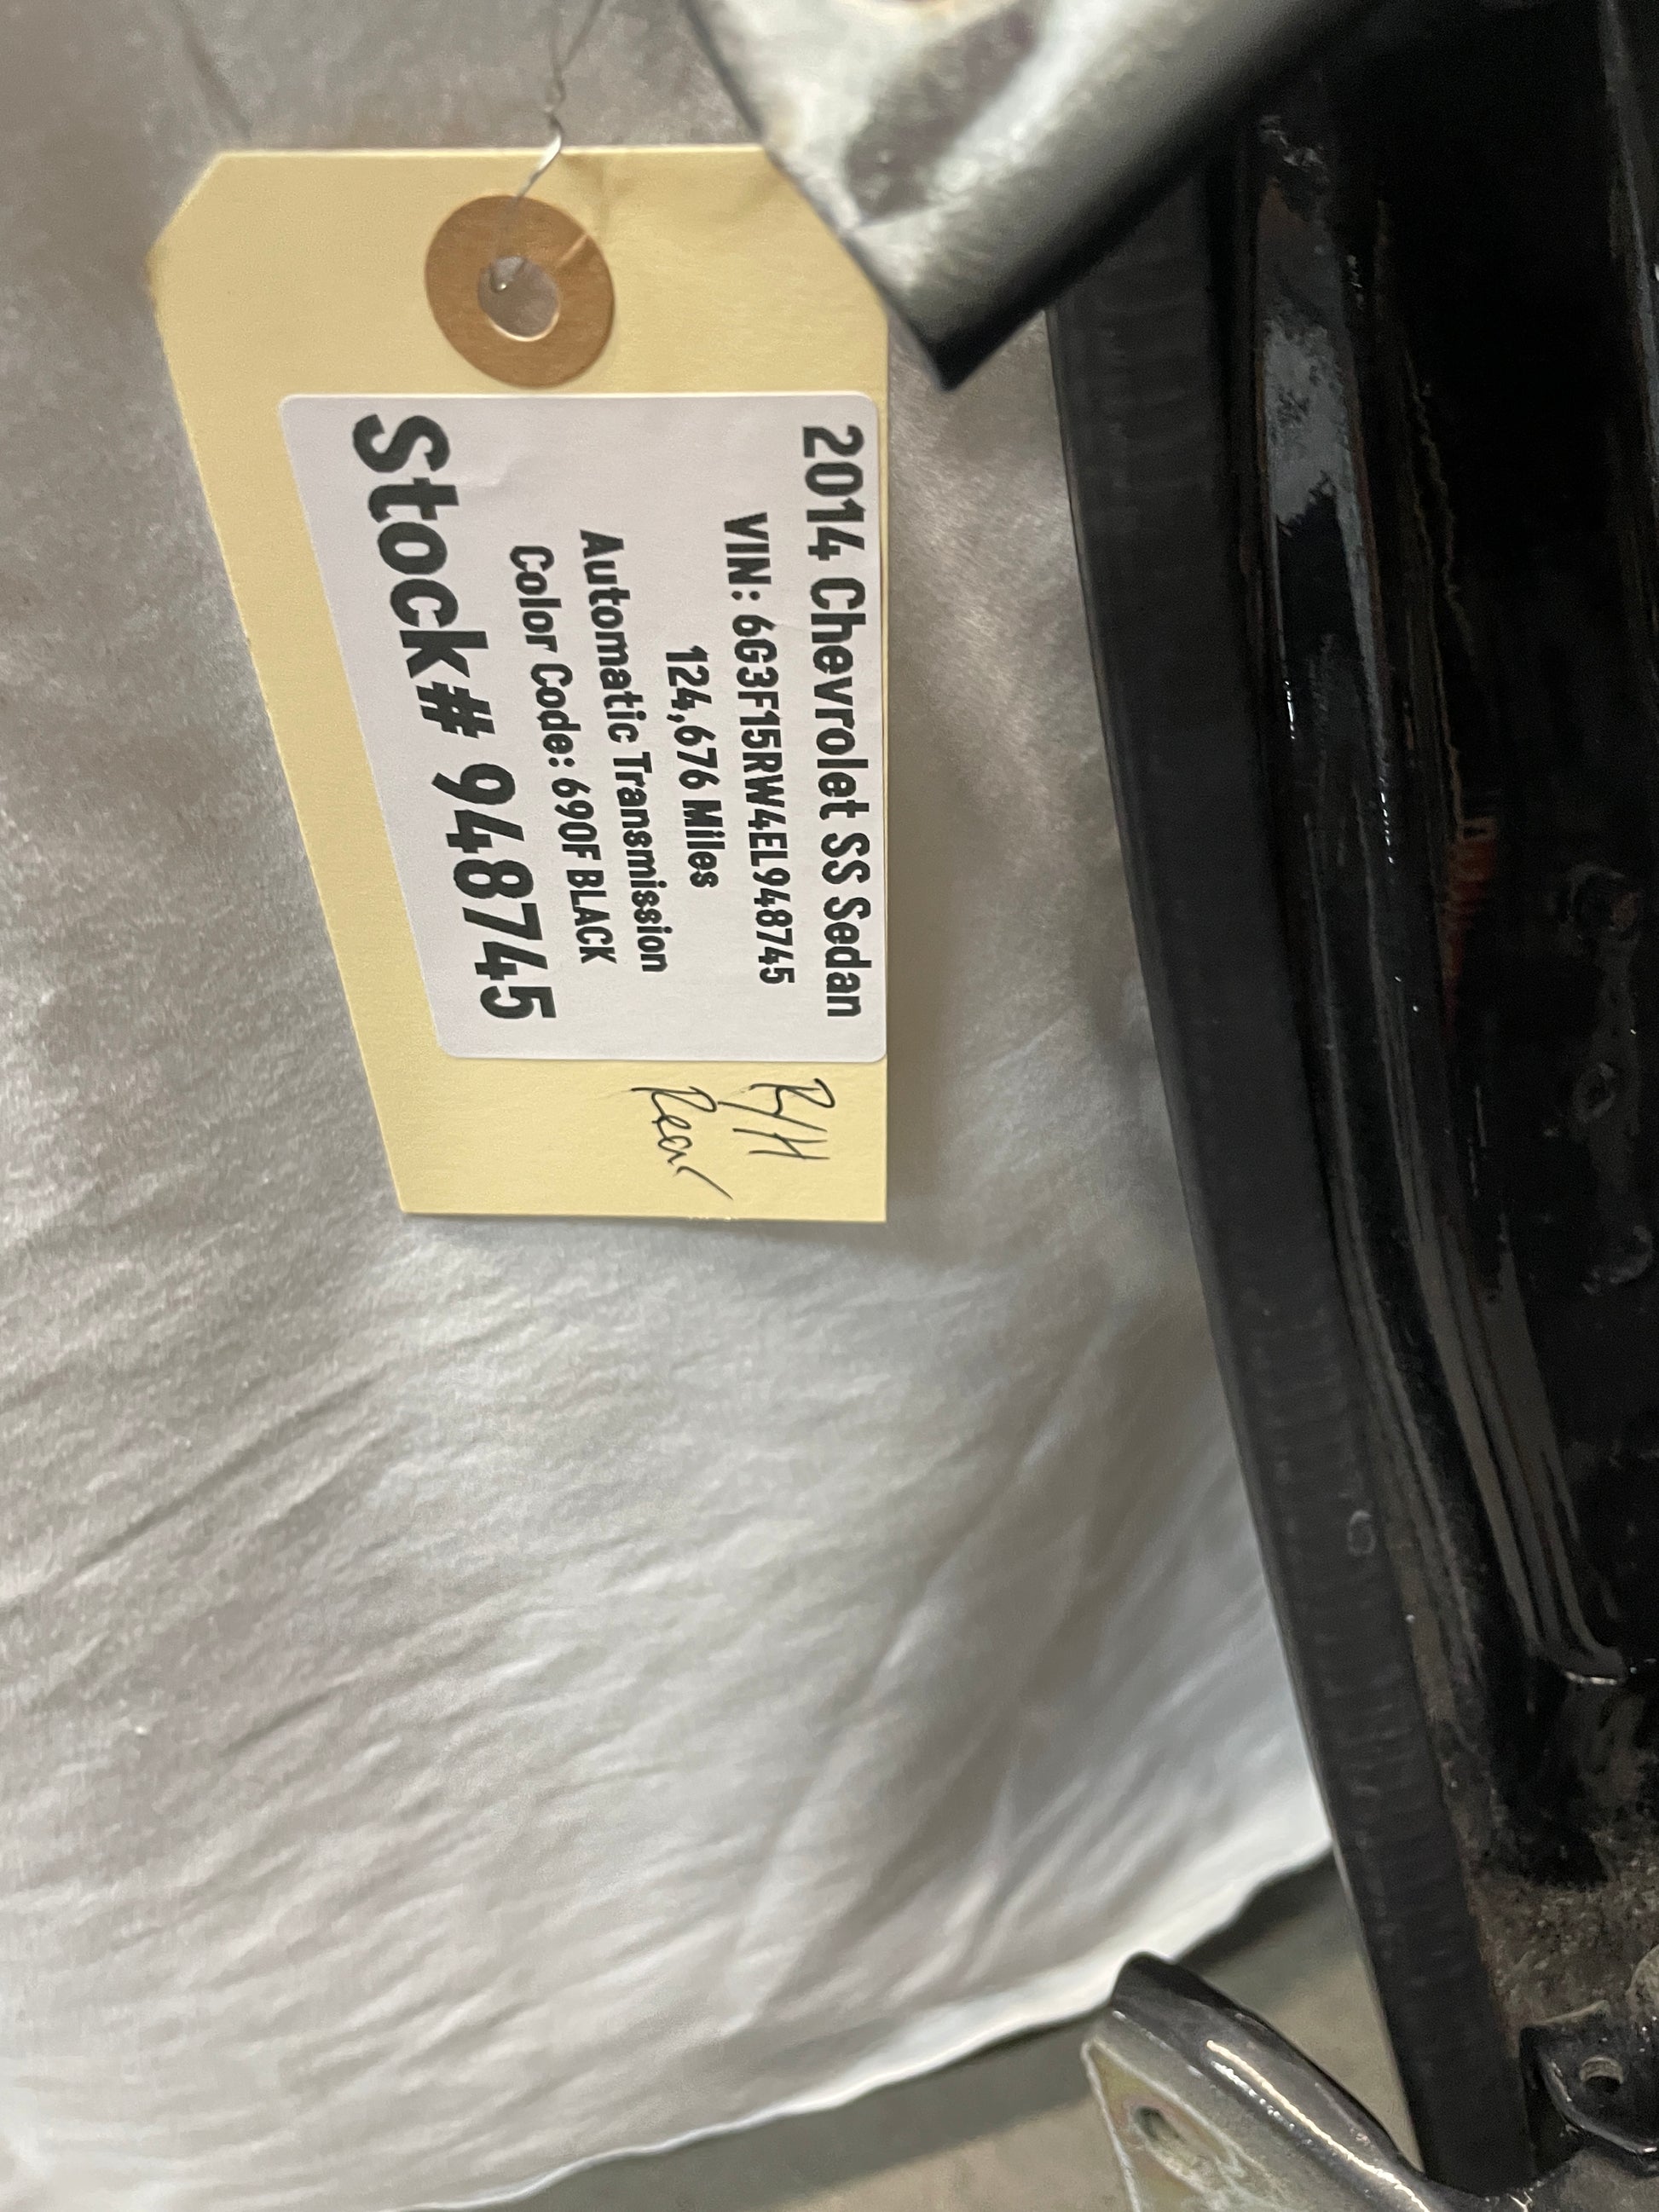 2014 Chevrolet SS Sedan
VIN: 6G3F15RW4EL948745
124,676 Miles
Automatic Transmission
Color Code: 690F BLACK
Stock# 948745
R/H
Rear